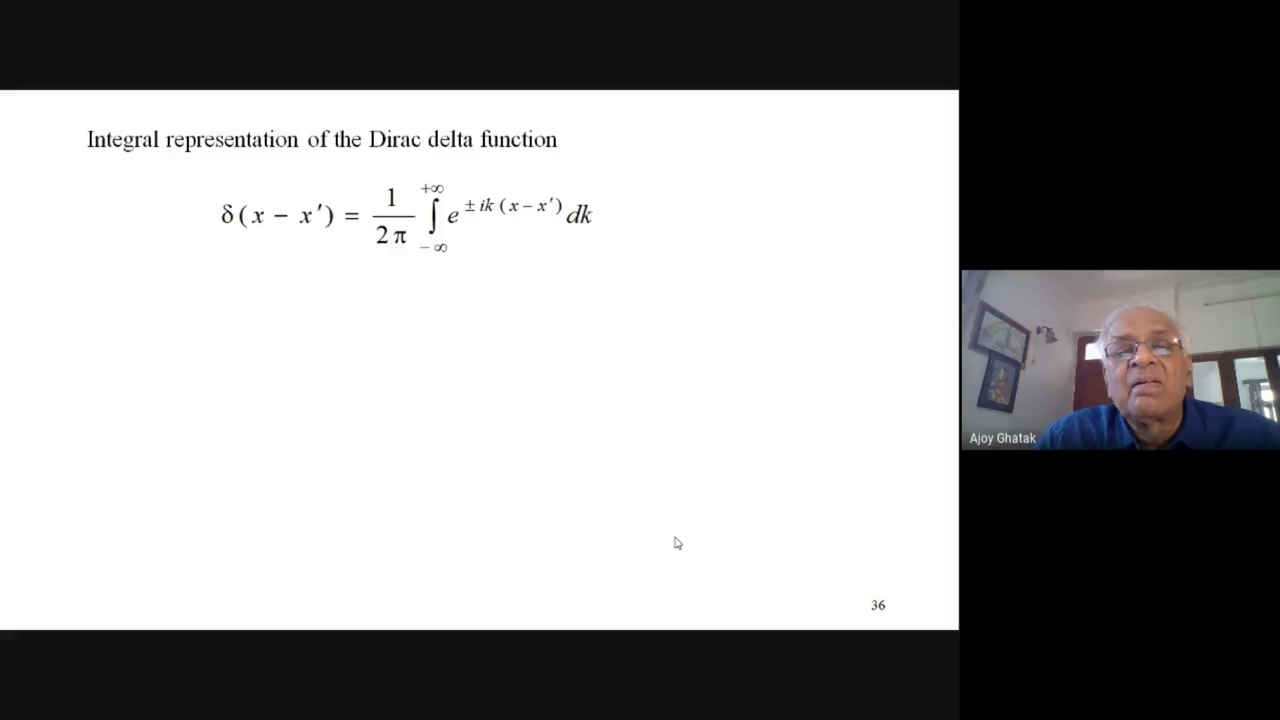 Integral representation of the Dirac delta function
δ(x − x′) = 1/2π ∫_{−∞}^{+∞} e^{± ik (x − x′)} dk
Ajoy Ghatak
36